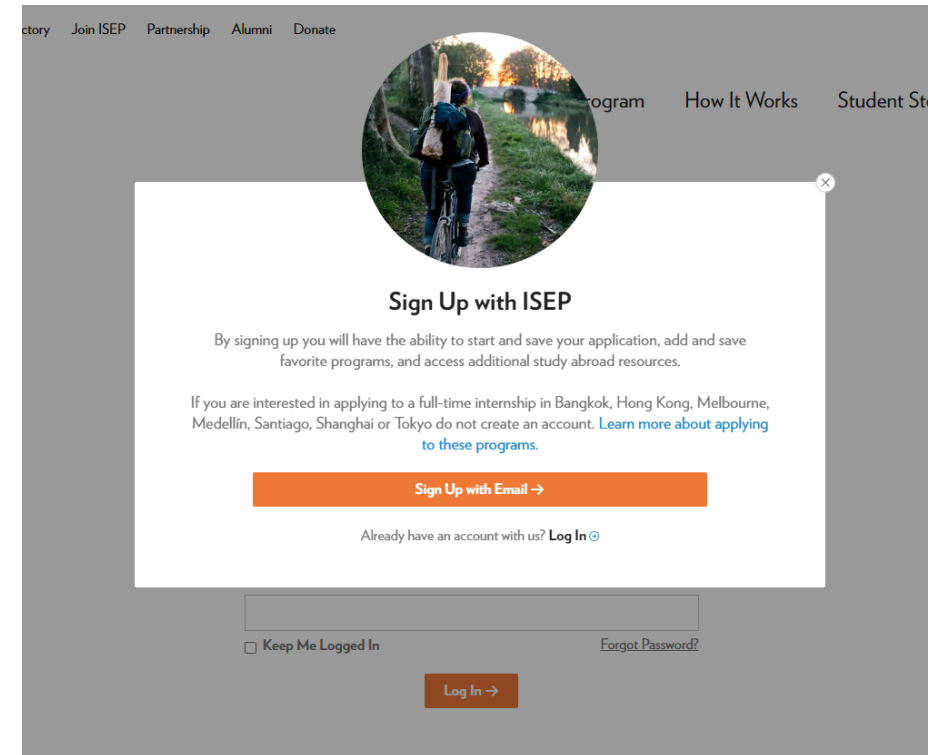 Join ISEP Partnership Alumni Donate
How It Works Student
Sign Up with ISEP
By signing up you will have the ability to start and save your application, add and save
favorite programs, and access additional study abroad resources.
If you are interested in applying to a full-time internship in Bangkok, Hong Kong, Melbourne,
Medellín, Santiago, Shanghai or Tokyo do not create an account. Learn more about applying
to these programs.
Sign Up with Email →
Already have an account with us? Log In
Keep Me Logged In Forgot Password?
Log In →